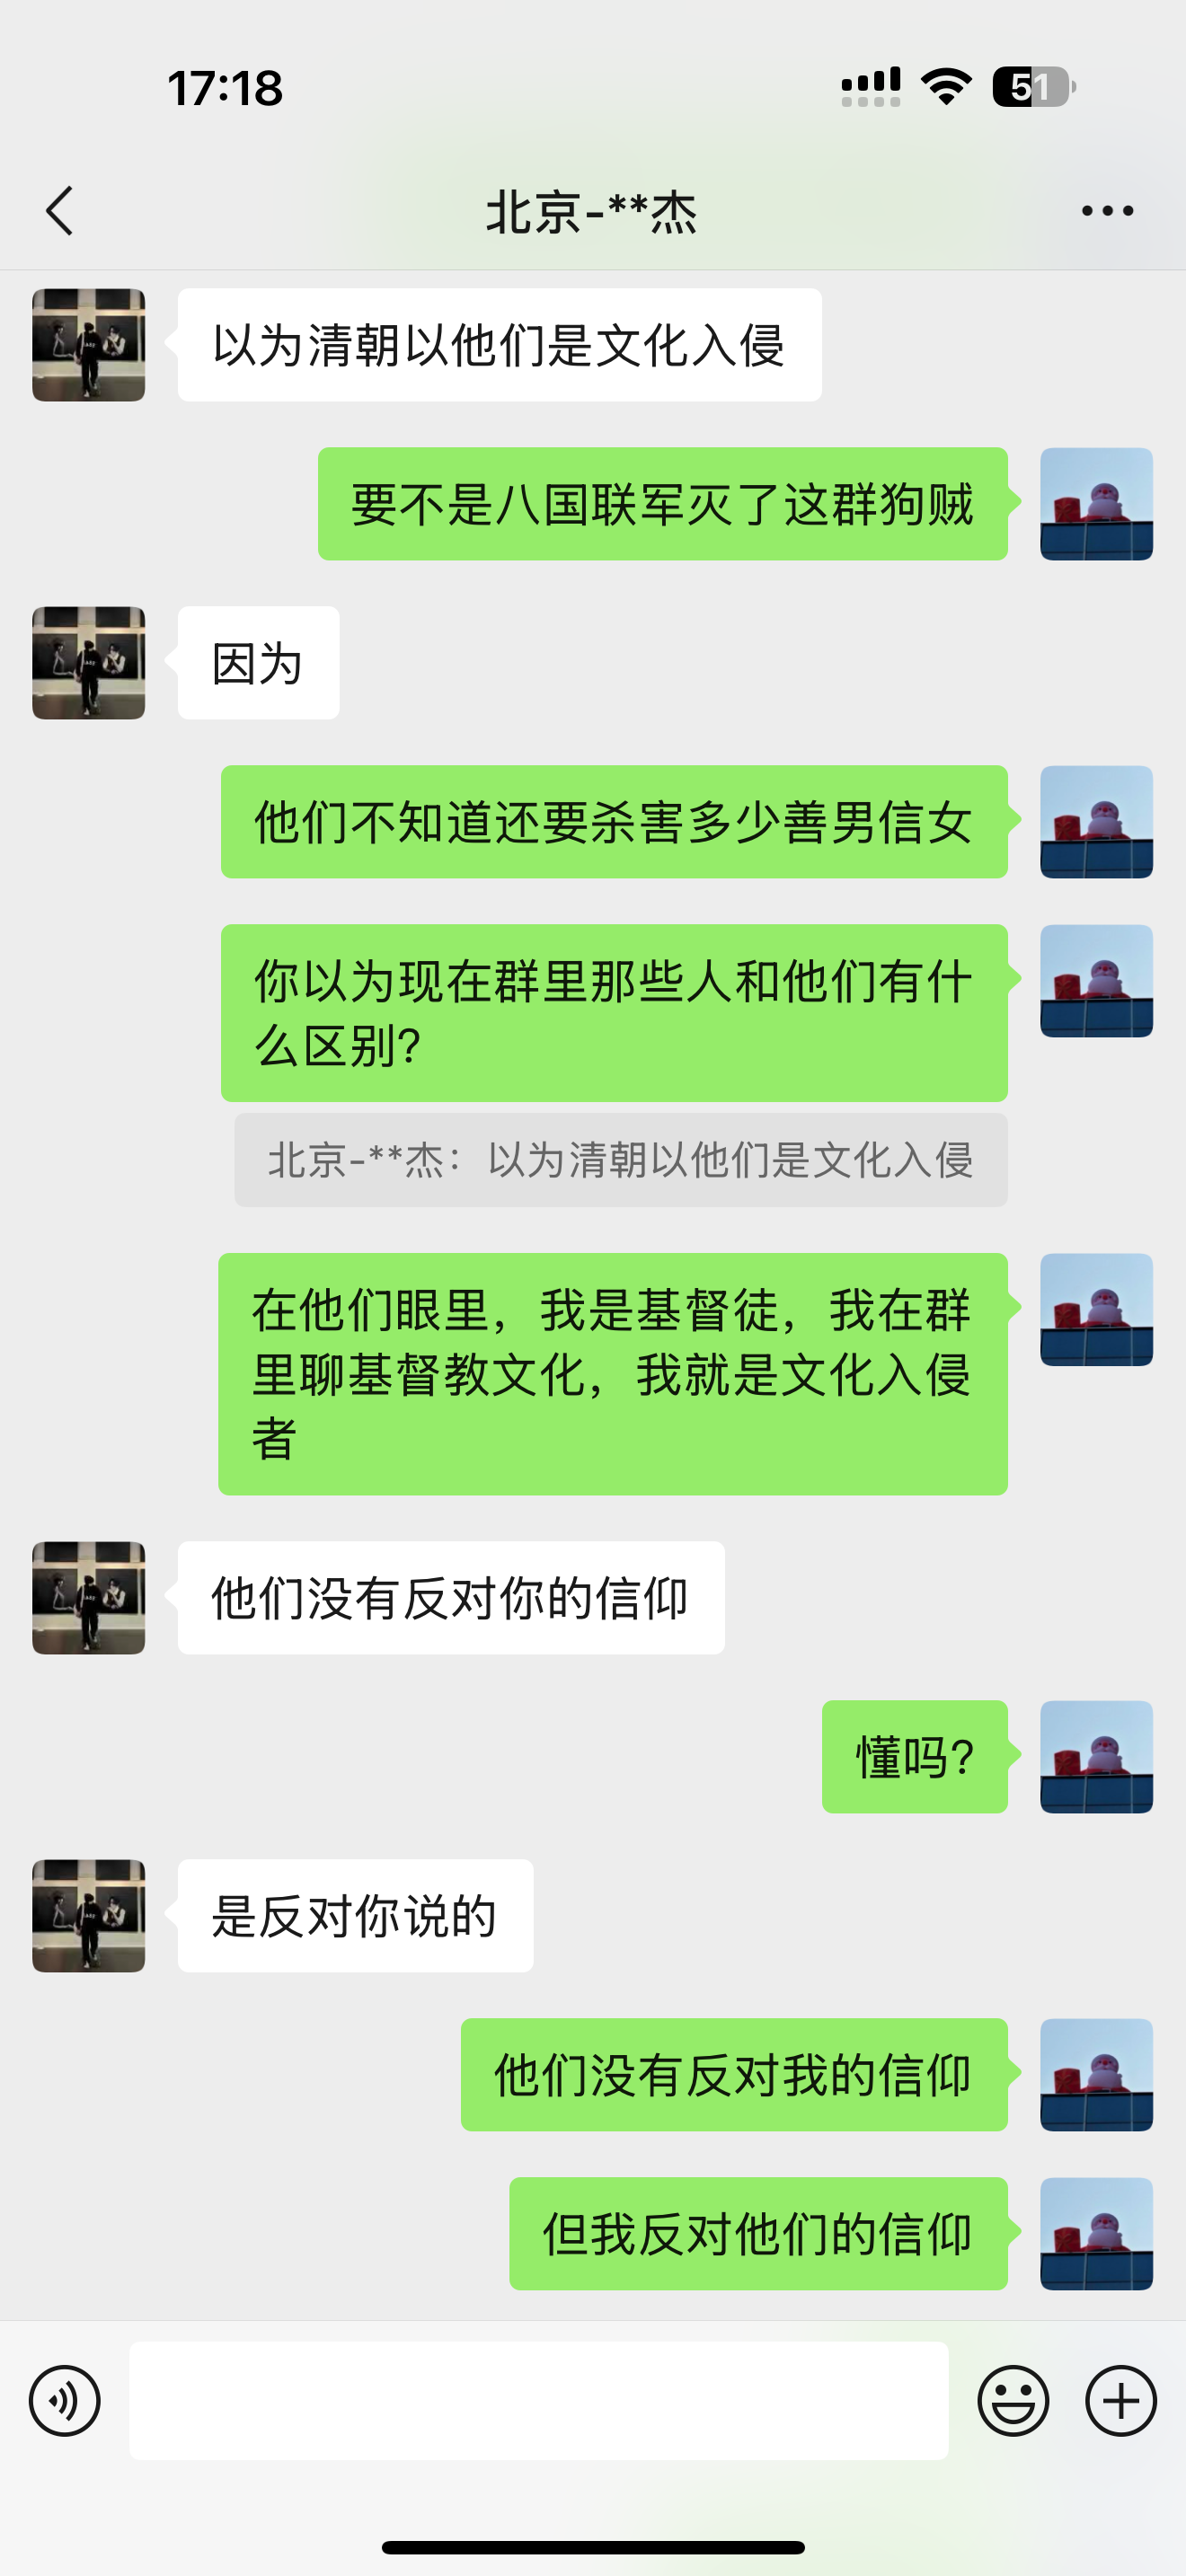 17:18
51
北京-**杰
以为清朝以他们是文化入侵
要不是八国联军灭了这群狗贼
因为
他们不知道还要杀害多少善男信女
你以为现在群里那些人和他们有什
么区别?
北京-**杰：以为清朝以他们是文化入侵
在他们眼里，我是基督徒，我在群
里聊基督教文化，我就是文化入侵
者
他们没有反对你的信仰
懂吗?
是反对你说的
他们没有反对我的信仰
但我反对他们的信仰